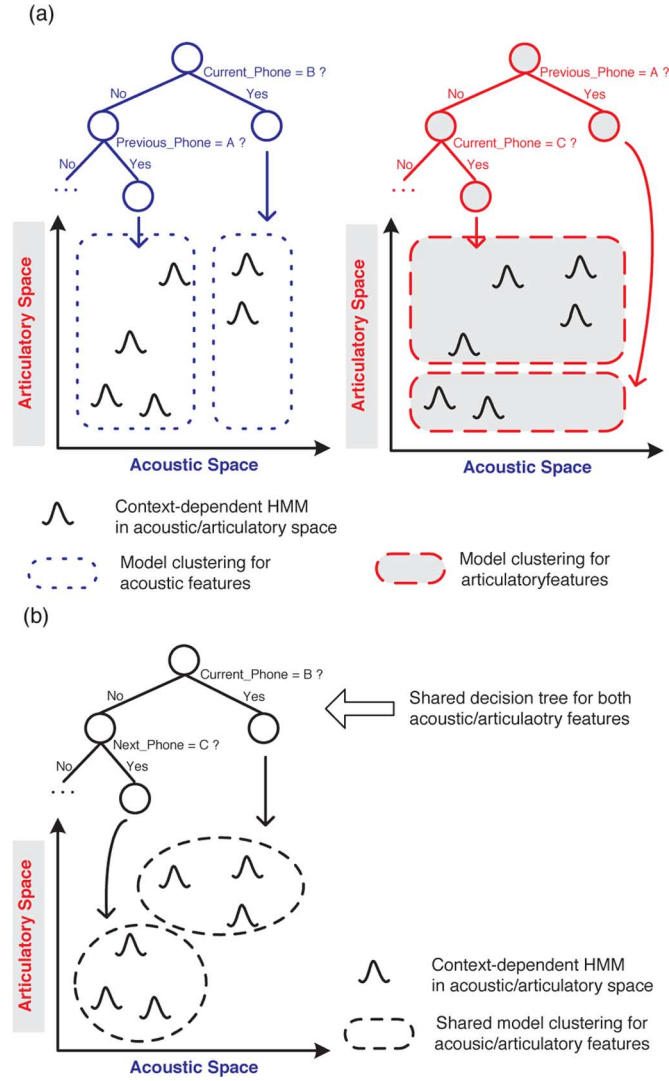 (a)
Current_Phone = B ?
No
Yes
Previous_Phone = A ?
No
Yes
...
Articulatory Space
Acoustic Space
Previous_Phone = A ?
No
Yes
Current_Phone = C ?
No
Yes
...
Articulatory Space
Acoustic Space
Context-dependent HMM
in acoustic/articulatory space
Model clustering for
acoustic features
Model clustering for
articulatoryfeatures
(b)
Current_Phone = B ?
No
Yes
Next_Phone = C ?
No
Yes
...
Shared decision tree for both
acoustic/articulaotry features
Articulatory Space
Acoustic Space
Context-dependent HMM
in acoustic/articulatory space
Shared model clustering for
acousic/articulatory features